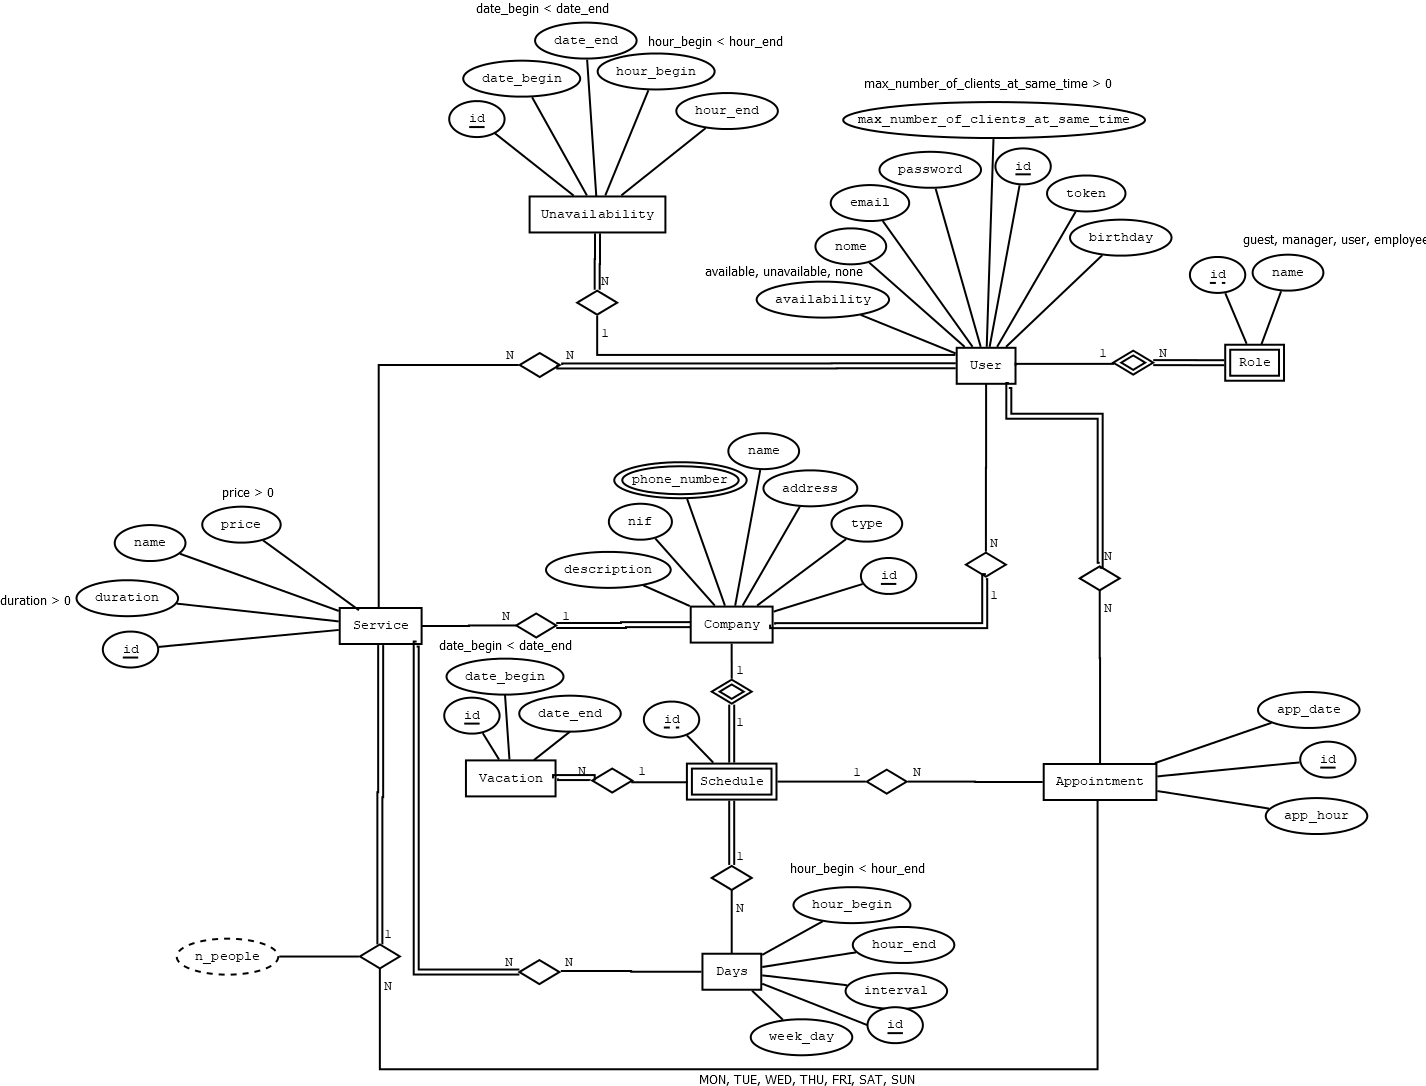 date_begin < date_end
date_end
hour_begin < hour_end
date_begin
hour_begin
id
hour_end
Unavailability
N
1
max_number_of_clients_at_same_time > 0
max_number_of_clients_at_same_time
password
id
email
token
nome
birthday
available, unavailable, none
availability
User
guest, manager, user, employee
id
name
1
N
Role
N
N
name
phone_number
address
nif
type
description
id
Company
N
1
N
N
price > 0
price
name
duration > 0
duration
id
Service
N
1
date_begin < date_end
date_begin
id
date_end
Vacation
N
1
1
1
id
Schedule
1
N
app_date
id
app_hour
Appointment
1
N
hour_begin < hour_end
hour_begin
hour_end
interval
id
week_day
Days
N
N
n_people
1
N
MON, TUE, WED, THU, FRI, SAT, SUN